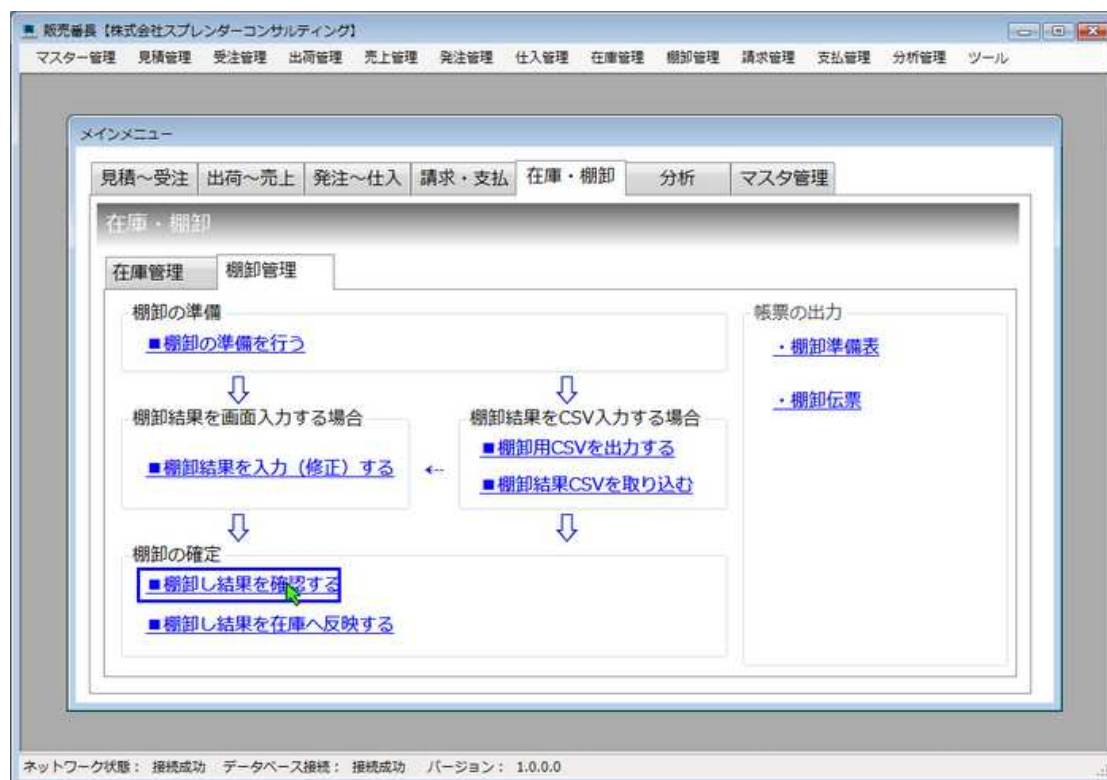 販売番長【株式会社スプレンダーコンサルティング】
マスター管理 見積管理 受注管理 出荷管理 売上管理 発注管理 仕入管理 在庫管理 棚卸管理 請求管理 支払管理 分析管理 ツール
メインメニュー
見積～受注 出荷～売上 発注～仕入 請求・支払 在庫・棚卸 分析 マスタ管理
在庫・棚卸
在庫管理 棚卸管理
棚卸の準備 帳票の出力
■棚卸の準備を行う ・棚卸準備表
・棚卸伝票
棚卸結果を画面入力する場合 棚卸結果をCSV入力する場合
■棚卸用CSVを出力する
■棚卸結果を入力（修正）する
■棚卸結果CSVを取り込む
棚卸の確定
■棚卸し結果を確認する
■棚卸し結果を在庫へ反映する
ネットワーク状態： 接続成功 データベース接続： 接続成功 バージョン： 1.0.0.0